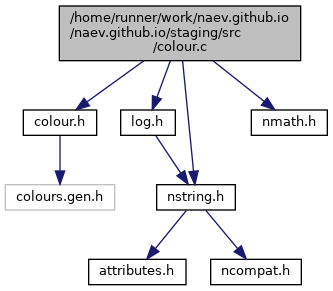 /home/runner/work/naev.github.io
/naev.github.io/staging/src
/colour.c
colour.h
log.h
nmath.h
colours.gen.h
nstring.h
attributes.h
ncompat.h